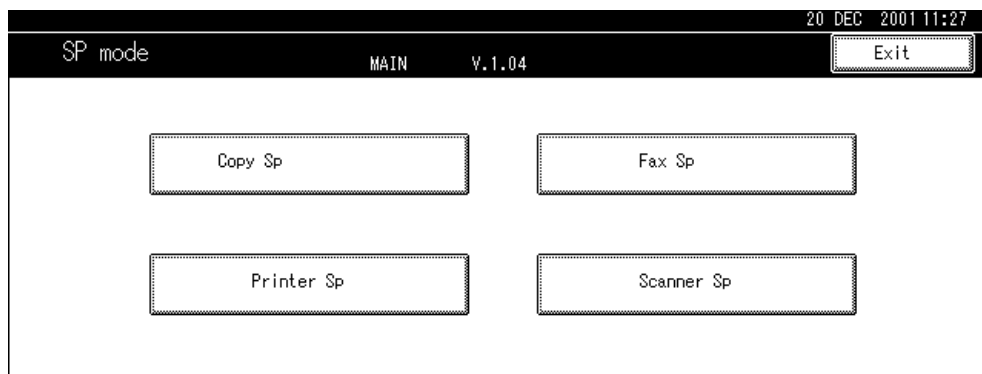 20 DEC 2001 11:27
SP mode MAIN V.1.04 Exit
Copy Sp Fax Sp
Printer Sp Scanner Sp